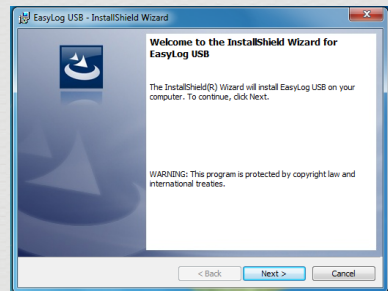 EasyLog USB - InstallShield Wizard
Welcome to the InstallShield Wizard for
EasyLog USB
The InstallShield(R) Wizard will install EasyLog USB on your
computer. To continue, click Next.
WARNING: This program is protected by copyright law and
international treaties.
< Back
Next >
Cancel